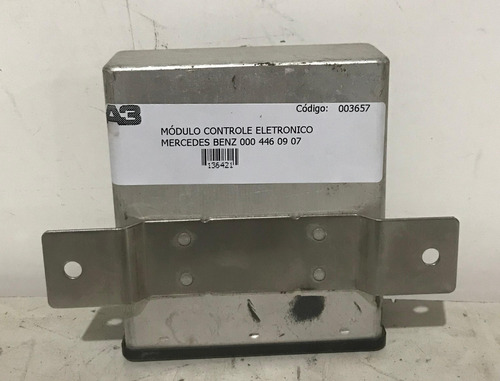 A3
Código: 003657
MÓDULO CONTROLE ELETRONICO
MERCEDES BENZ 000 446 09 07
136421